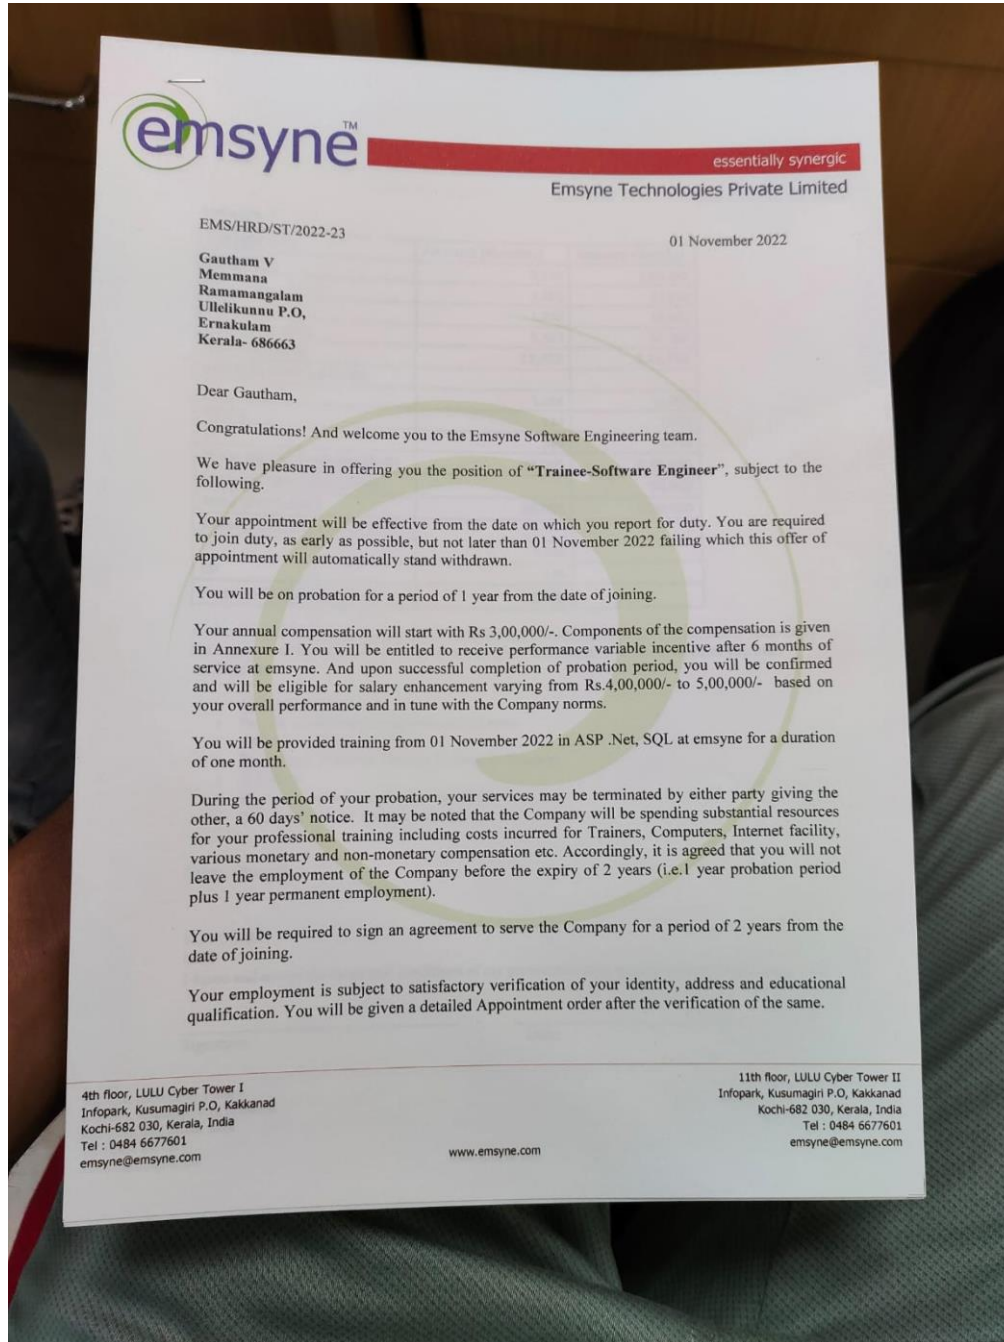 emsyne™
essentially synergic
Emsyne Technologies Private Limited
EMS/HRD/ST/2022-23
01 November 2022
Gautham V
Memmana
Ramamangalam
Ullelikunnu P.O,
Ernakulam
Kerala- 686663
Dear Gautham,
Congratulations! And welcome you to the Emsyne Software Engineering team.
We have pleasure in offering you the position of “Trainee-Software Engineer”, subject to the
following.
Your appointment will be effective from the date on which you report for duty. You are required
to join duty, as early as possible, but not later than 01 November 2022 failing which this offer of
appointment will automatically stand withdrawn.
You will be on probation for a period of 1 year from the date of joining.
Your annual compensation will start with Rs 3,00,000/-. Components of the compensation is given
in Annexure I. You will be entitled to receive performance variable incentive after 6 months of
service at emsyne. And upon successful completion of probation period, you will be confirmed
and will be eligible for salary enhancement varying from Rs.4,00,000/- to 5,00,000/- based on
your overall performance and in tune with the Company norms.
You will be provided training from 01 November 2022 in ASP .Net, SQL at emsyne for a duration
of one month.
During the period of your probation, your services may be terminated by either party giving the
other, a 60 days’ notice. It may be noted that the Company will be spending substantial resources
for your professional training including costs incurred for Trainers, Computers, Internet facility,
various monetary and non-monetary compensation etc. Accordingly, it is agreed that you will not
leave the employment of the Company before the expiry of 2 years (i.e.1 year probation period
plus 1 year permanent employment).
You will be required to sign an agreement to serve the Company for a period of 2 years from the
date of joining.
Your employment is subject to satisfactory verification of your identity, address and educational
qualification. You will be given a detailed Appointment order after the verification of the same.
4th floor, LULU Cyber Tower I
Infopark, Kusumagiri P.O, Kakkanad
Kochi-682 030, Kerala, India
Tel : 0484 6677601
emsyne@emsyne.com
www.emsyne.com
11th floor, LULU Cyber Tower II
Infopark, Kusumagiri P.O, Kakkanad
Kochi-682 030, Kerala, India
Tel : 0484 6677601
emsyne@emsyne.com